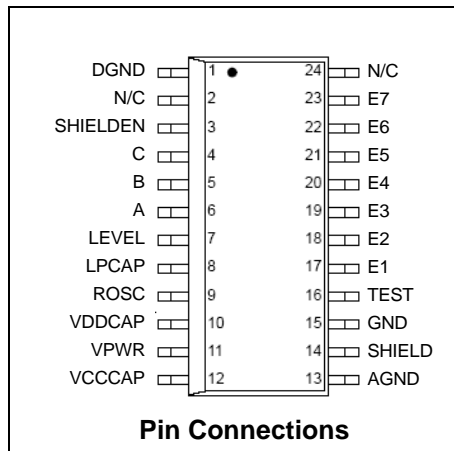 DGND 1 24 N/C
N/C 2 23 E7
SHIELDEN 3 22 E6
C 4 21 E5
B 5 20 E4
A 6 19 E3
LEVEL 7 18 E2
LPCAP 8 17 E1
ROSC 9 16 TEST
VDDCAP 10 15 GND
VPWR 11 14 SHIELD
VCCCAP 12 13 AGND
Pin Connections